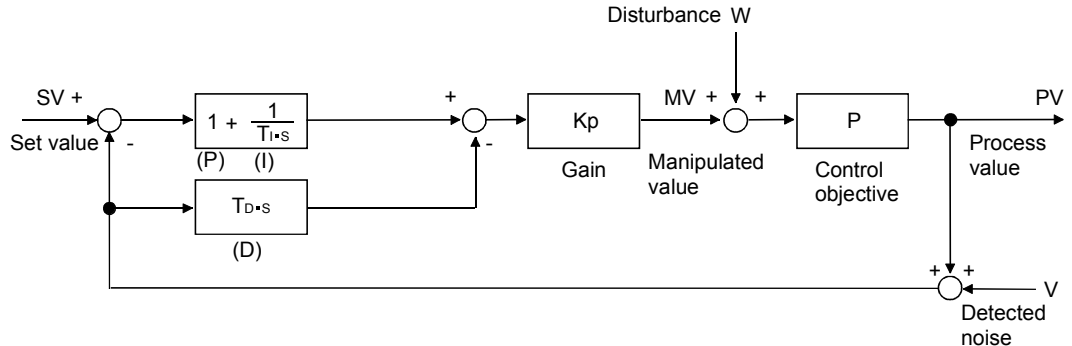 Disturbance W
SV +
Set value
-
1 + 1 / TI▪S
(P) (I)
+
-
Kp
Gain
MV +
+
Manipulated
value
P
Control
objective
PV
Process
value
TD▪S
(D)
+ +
V
Detected
noise